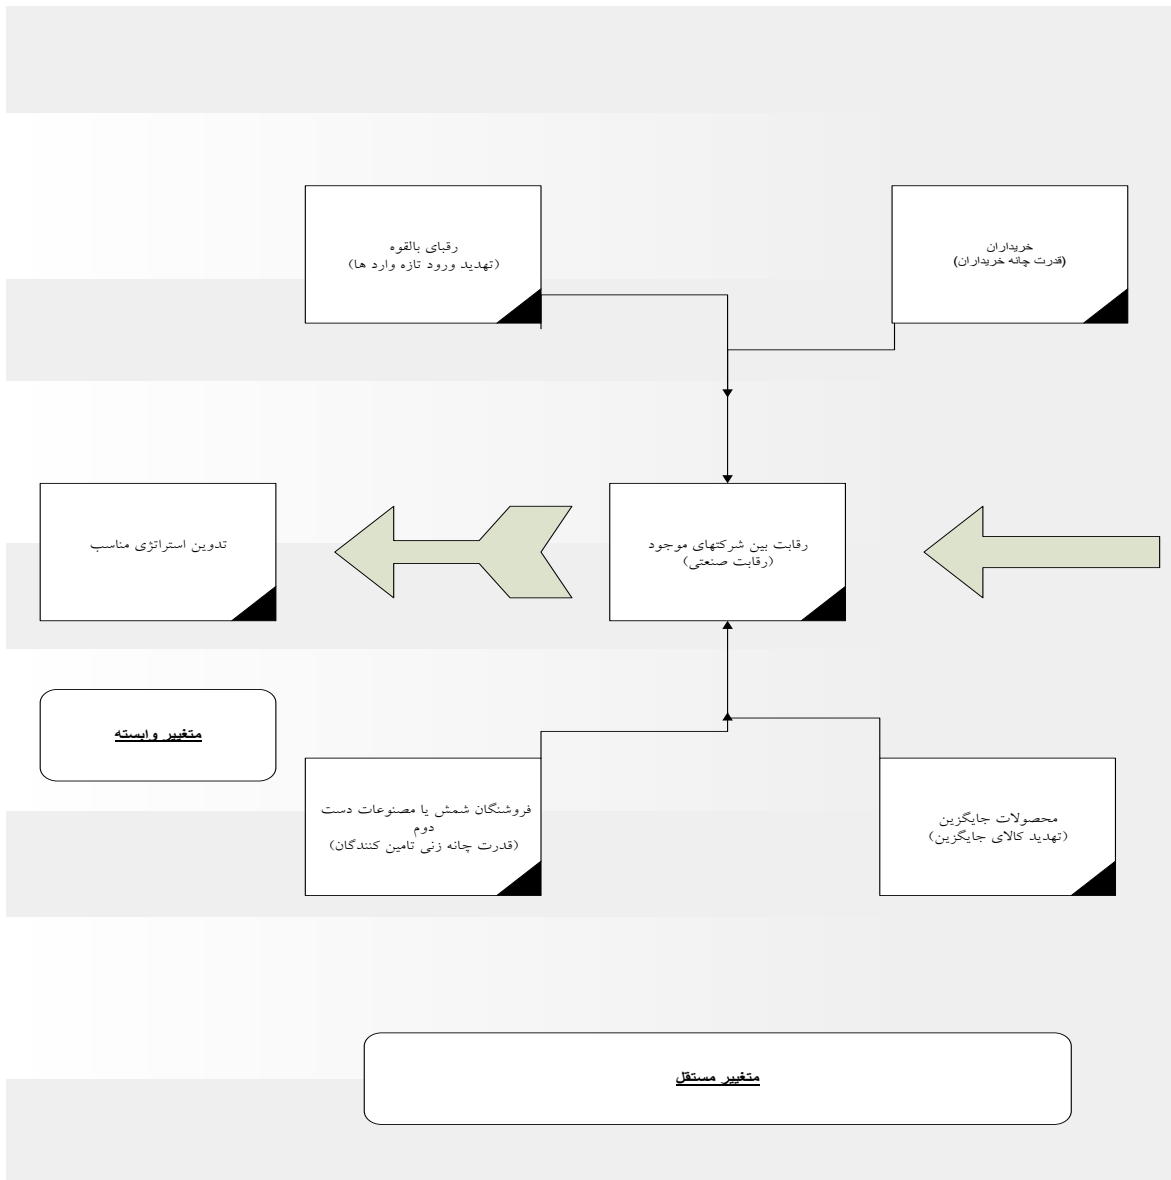 خریداران
(قدرت چانه خریداران)
رقبای بالقوه
(تهدید ورود تازه وارد ها)
رقابت بین شرکتهای موجود
(رقابت صنعتی)
تدوین استراتژی مناسب
متغییر وابسته
محصولات جایگزین
(تهدید کالای جایگزین)
فروشنگان شمش یا مصنوعات دست
دوم
(قدرت چانه زنی تامین کنندگان)
متغییر مستقل